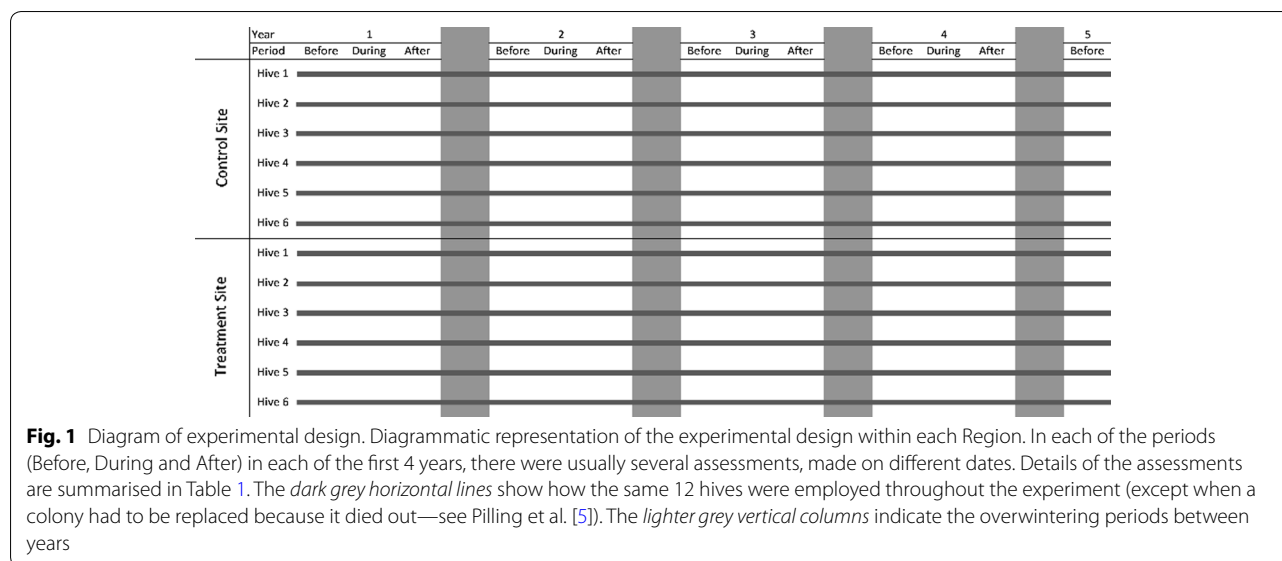 Year 1 2 3 4 5
Period Before During After Before During After Before During After Before During After Before
Control Site
Hive 1
Hive 2
Hive 3
Hive 4
Hive 5
Hive 6
Treatment Site
Hive 1
Hive 2
Hive 3
Hive 4
Hive 5
Hive 6
Fig. 1 Diagram of experimental design. Diagrammatic representation of the experimental design within each Region. In each of the periods
(Before, During and After) in each of the first 4 years, there were usually several assessments, made on different dates. Details of the assessments
are summarised in Table 1. The dark grey horizontal lines show how the same 12 hives were employed throughout the experiment (except when a
colony had to be replaced because it died out—see Pilling et al. [5]). The lighter grey vertical columns indicate the overwintering periods between
years